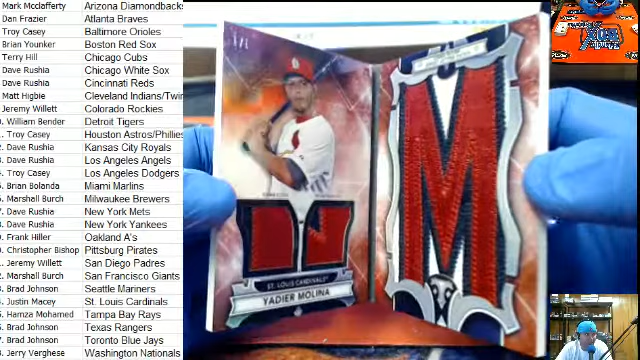 Mark Mcclafferty Arizona Diamondbacks
Dan Frazier Atlanta Braves
Troy Casey Baltimore Orioles
Brian Younker Boston Red Sox
Terry Hill Chicago Cubs
Dave Rushia Chicago White Sox
Dave Rushia Cincinnati Reds
Matt Higbie Cleveland Indians/Twin
Jeremy Willett Colorado Rockies
William Bender Detroit Tigers
Troy Casey Houston Astros/Phillies
Dave Rushia Kansas City Royals
Dave Rushia Los Angeles Angels
Troy Casey Los Angeles Dodgers
Brian Bolanda Miami Marlins
Marshall Burch Milwaukee Brewers
Dave Rushia New York Mets
Dave Rushia New York Yankees
Frank Hiller Oakland A's
Christopher Bishop Pittsburg Pirates
Jeremy Willett San Diego Padres
Marshall Burch San Francisco Giants
Brad Johnson Seattle Mariners
Justin Macey St. Louis Cardinals
Hamza Mohamed Tampa Bay Rays
Brad Johnson Texas Rangers
Brad Johnson Toronto Blue Jays
Jerry Verghese Washington Nationals
1/1
ST. LOUIS CARDINALS
YADIER MOLINA
M